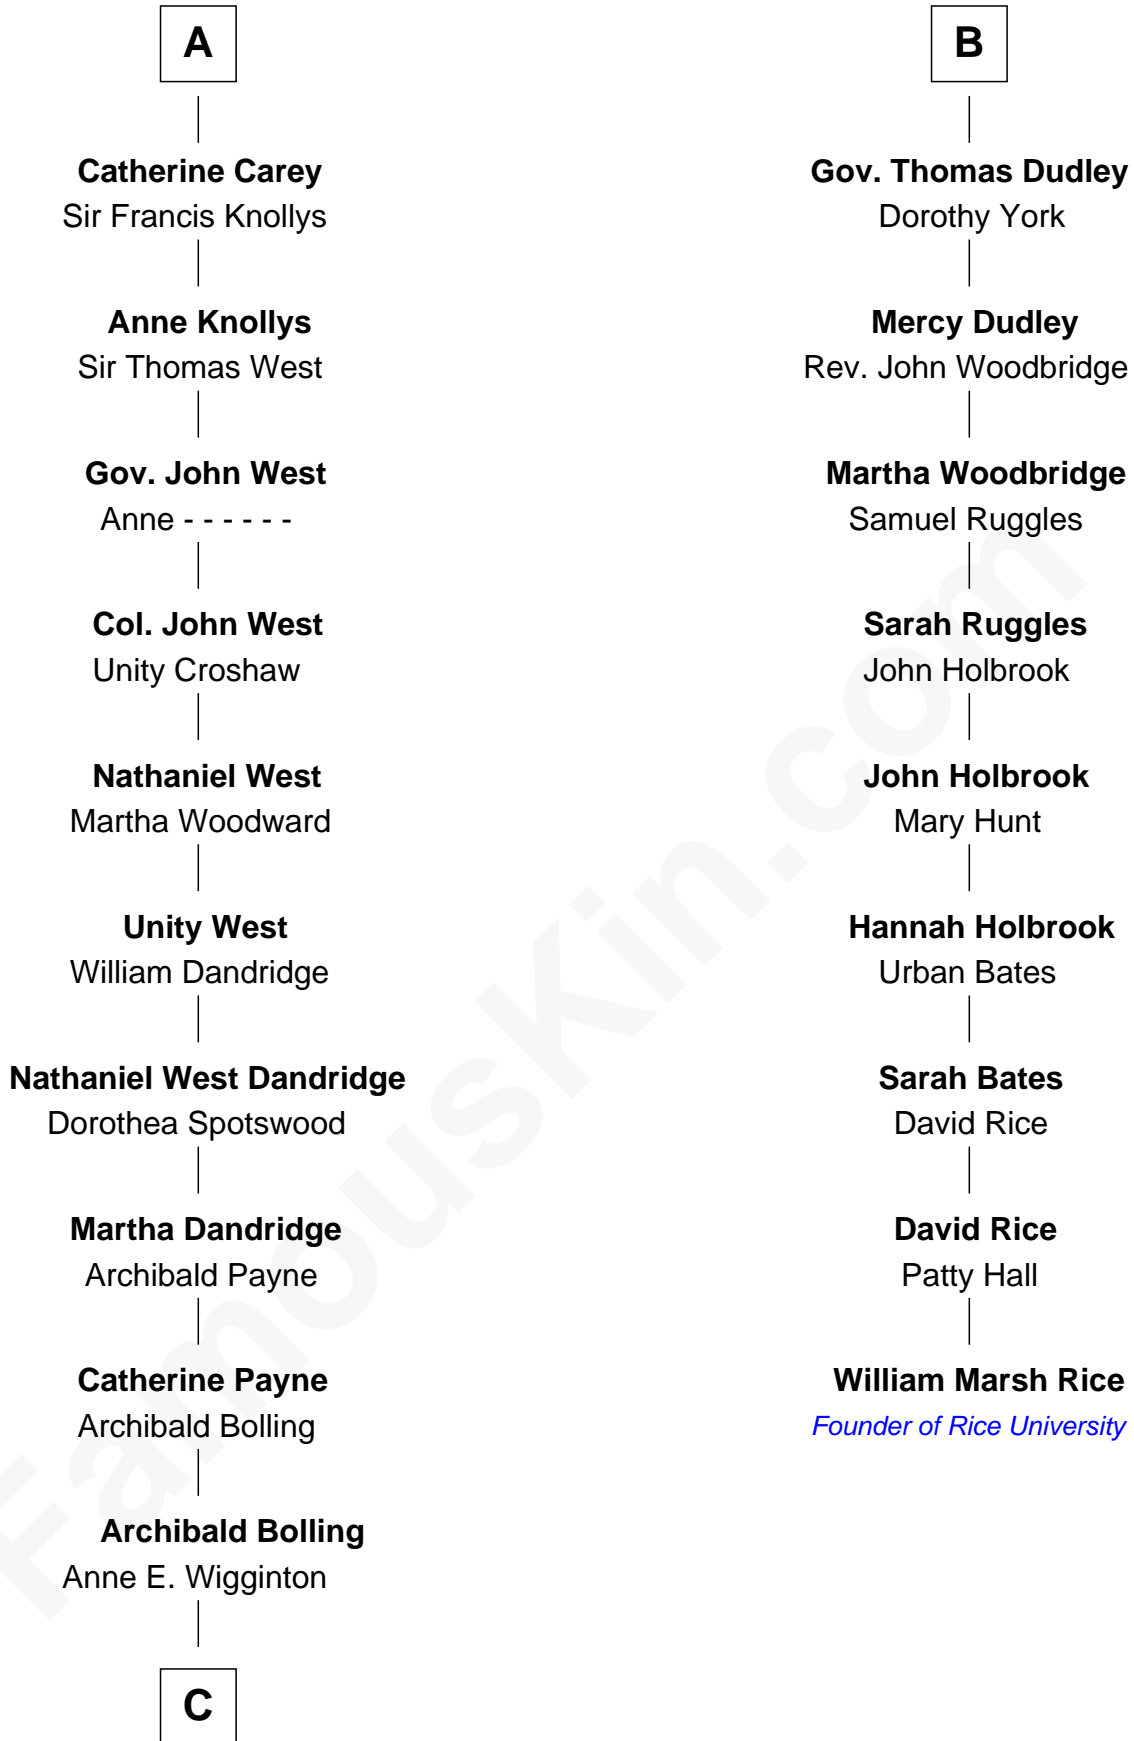 A
Catherine Carey
Sir Francis Knollys
Anne Knollys
Sir Thomas West
Gov. John West
Anne - - - - - -
Col. John West
Unity Croshaw
Nathaniel West
Martha Woodward
Unity West
William Dandridge
Nathaniel West Dandridge
Dorothea Spotswood
Martha Dandridge
Archibald Payne
Catherine Payne
Archibald Bolling
Archibald Bolling
Anne E. Wigginton
C
B
Gov. Thomas Dudley
Dorothy York
Mercy Dudley
Rev. John Woodbridge
Martha Woodbridge
Samuel Ruggles
Sarah Ruggles
John Holbrook
John Holbrook
Mary Hunt
Hannah Holbrook
Urban Bates
Sarah Bates
David Rice
David Rice
Patty Hall
William Marsh Rice
Founder of Rice University
FamousKin.com